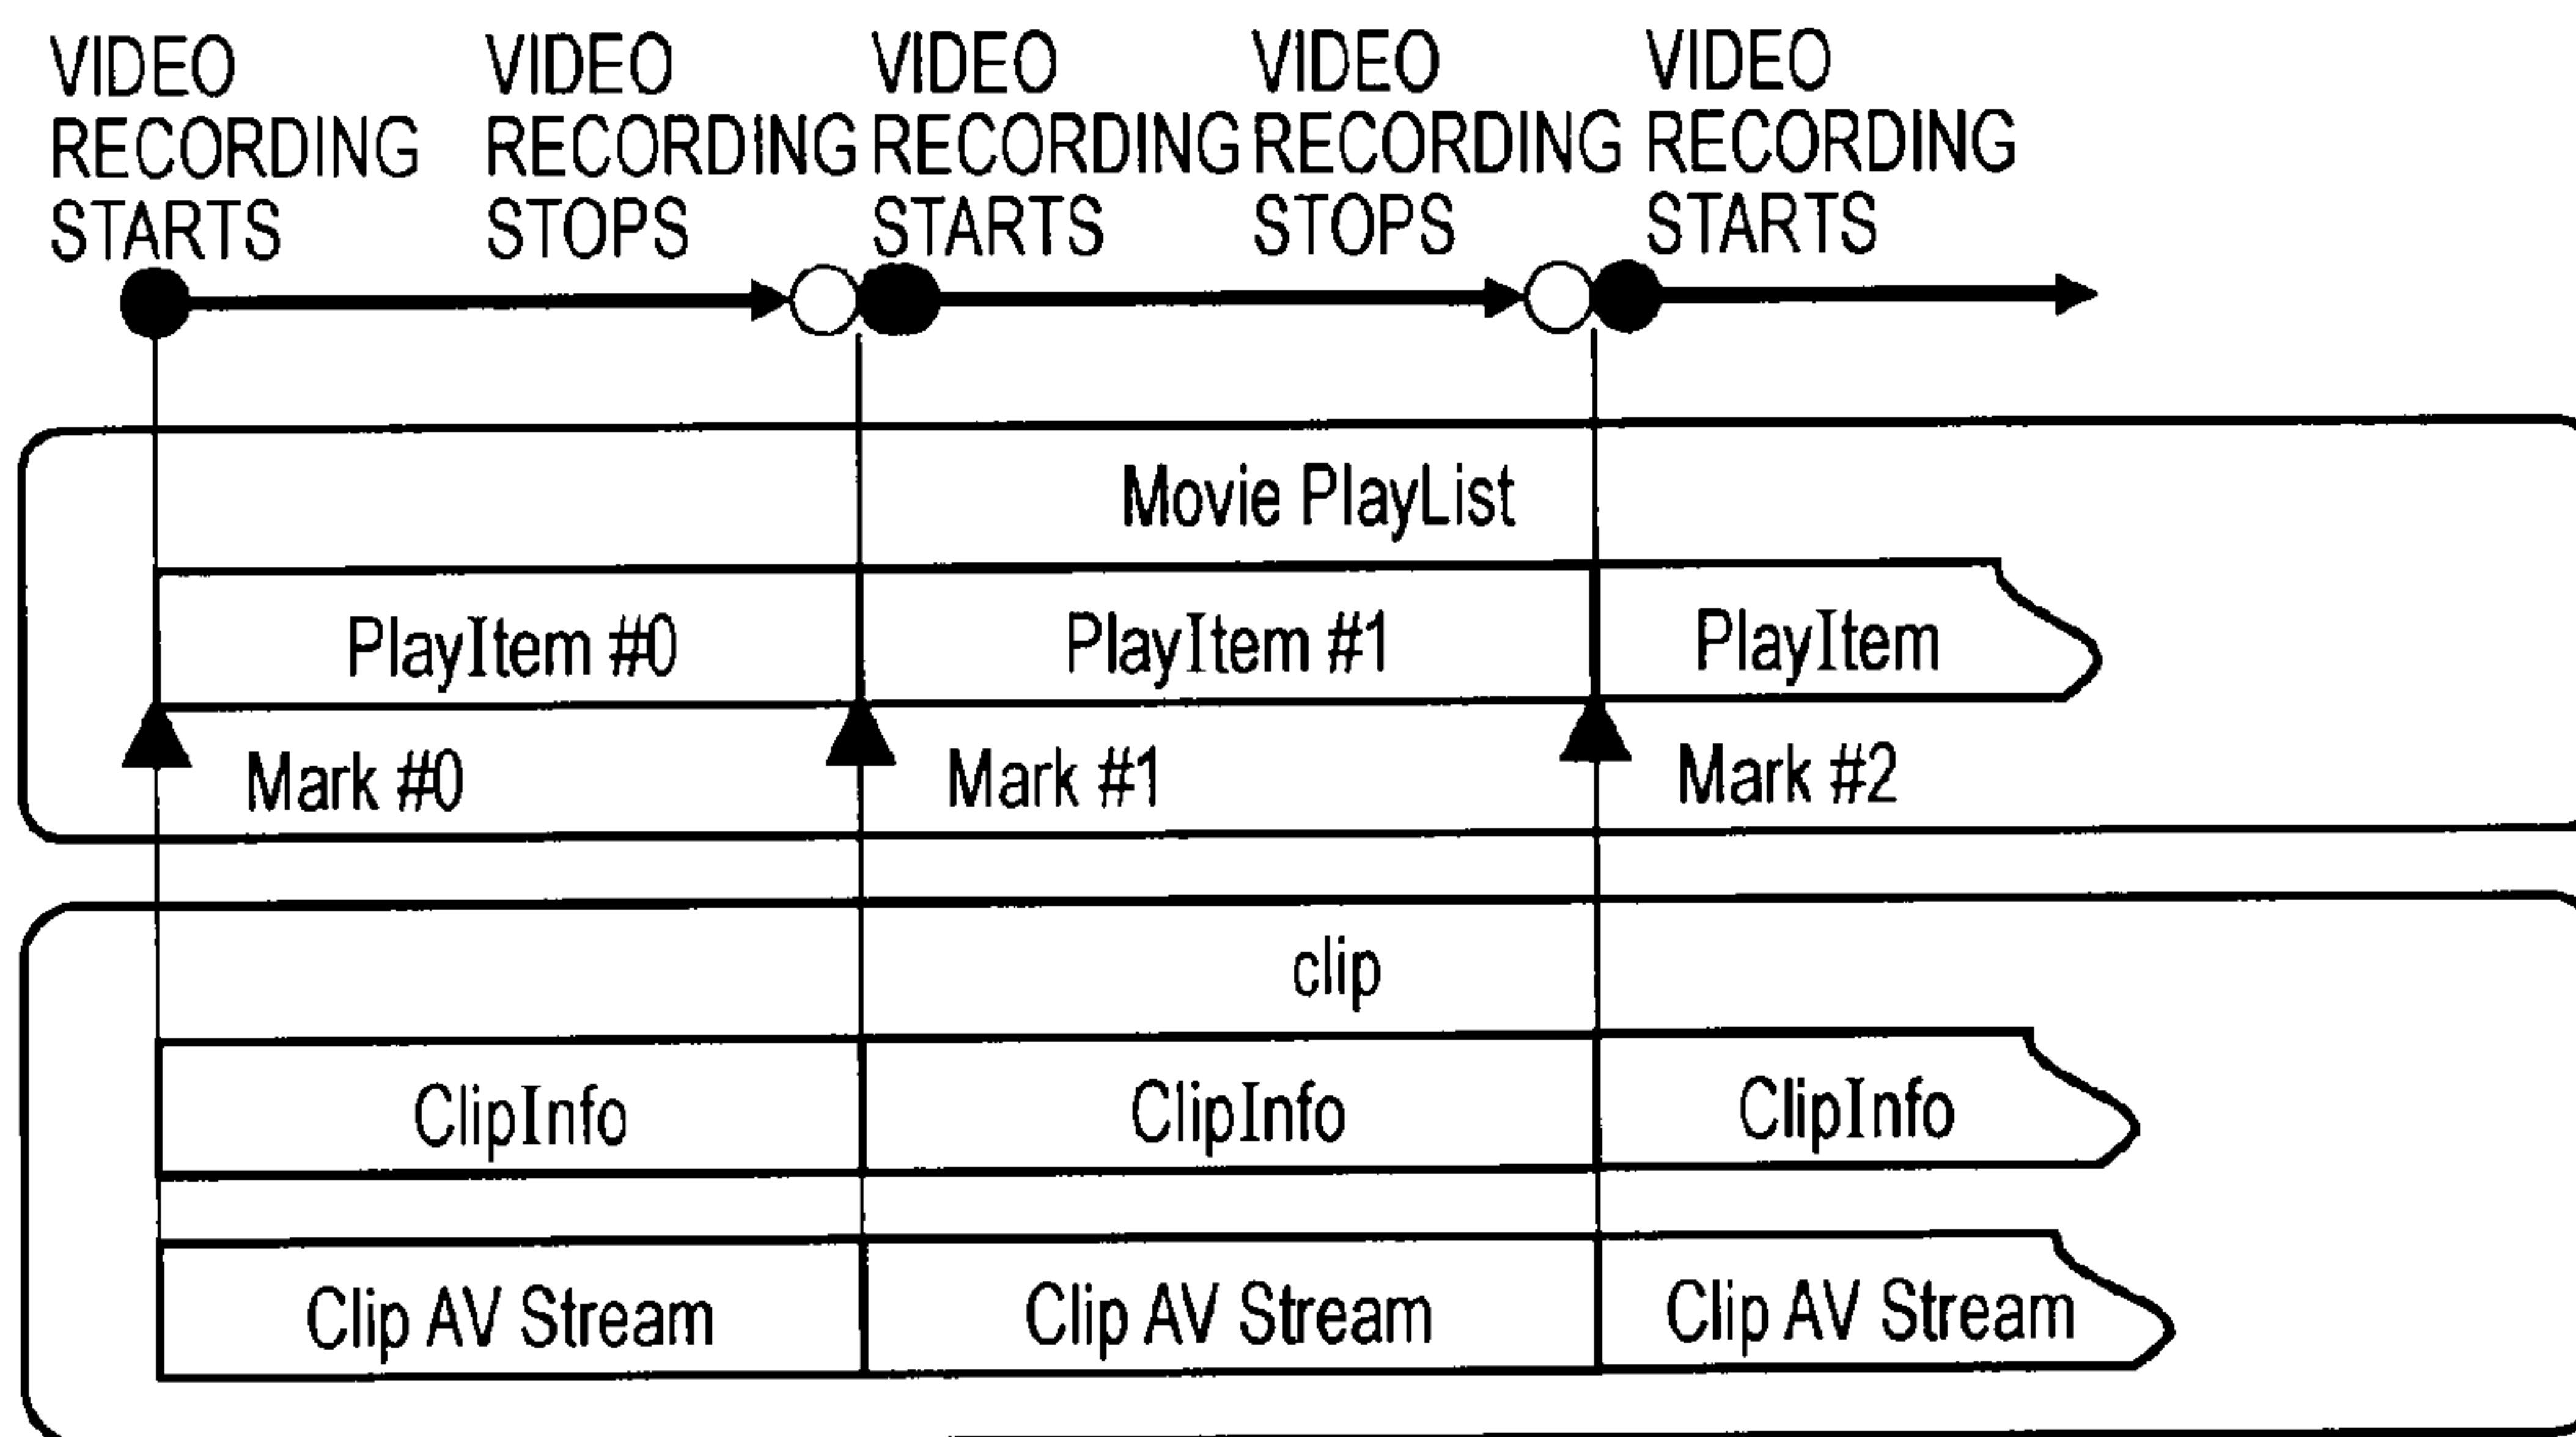 VIDEO
RECORDING
STARTS
VIDEO
RECORDING
STOPS
VIDEO
RECORDING
STARTS
VIDEO
RECORDING
STOPS
VIDEO
RECORDING
STARTS
Movie PlayList
PlayItem #0
PlayItem #1
PlayItem
Mark #0
Mark #1
Mark #2
clip
ClipInfo
ClipInfo
ClipInfo
Clip AV Stream
Clip AV Stream
Clip AV Stream